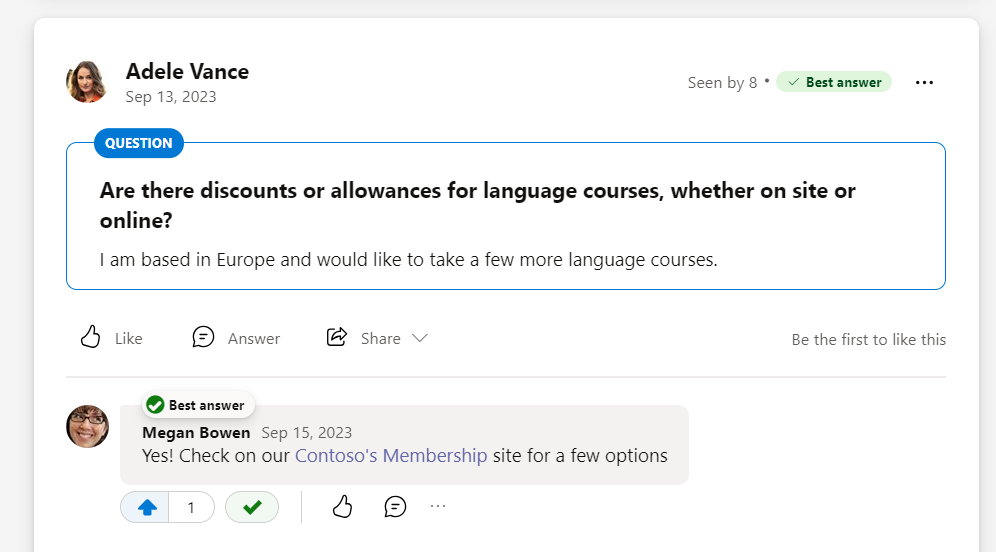 Adele Vance
Sep 13, 2023
Seen by 8 • Best answer
QUESTION
Are there discounts or allowances for language courses, whether on site or
online?
I am based in Europe and would like to take a few more language courses.
Like
Answer
Share
Be the first to like this
Best answer
Megan Bowen Sep 15, 2023
Yes! Check on our Contoso's Membership site for a few options
1